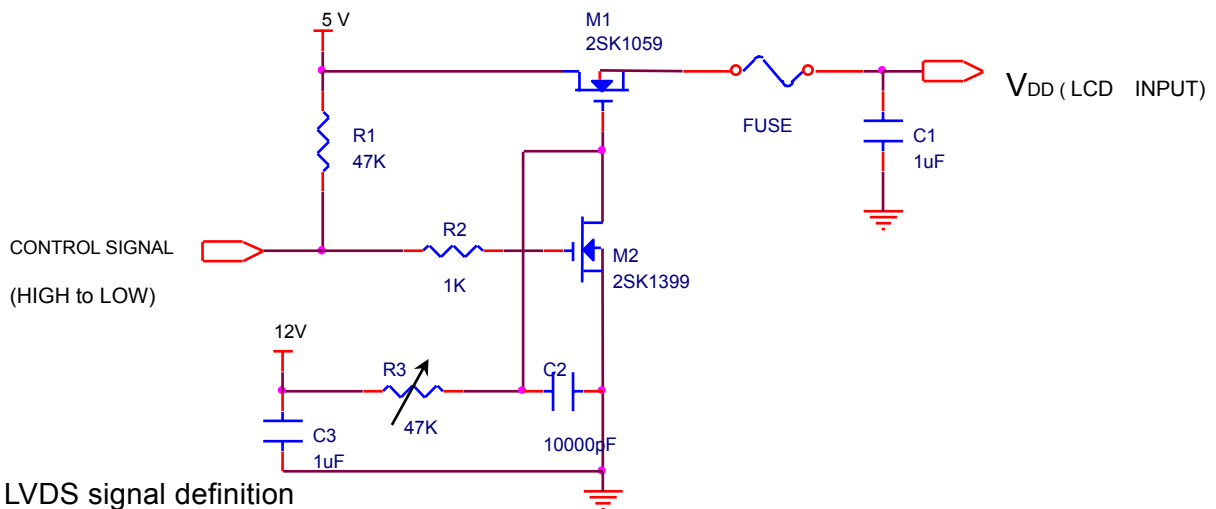 5 V
M1
2SK1059
VDD ( LCD INPUT)
FUSE
R1
47K
C1
1uF
CONTROL SIGNAL
(HIGH to LOW)
R2
1K
M2
2SK1399
12V
R3
47K
C2
10000pF
C3
1uF
LVDS signal definition